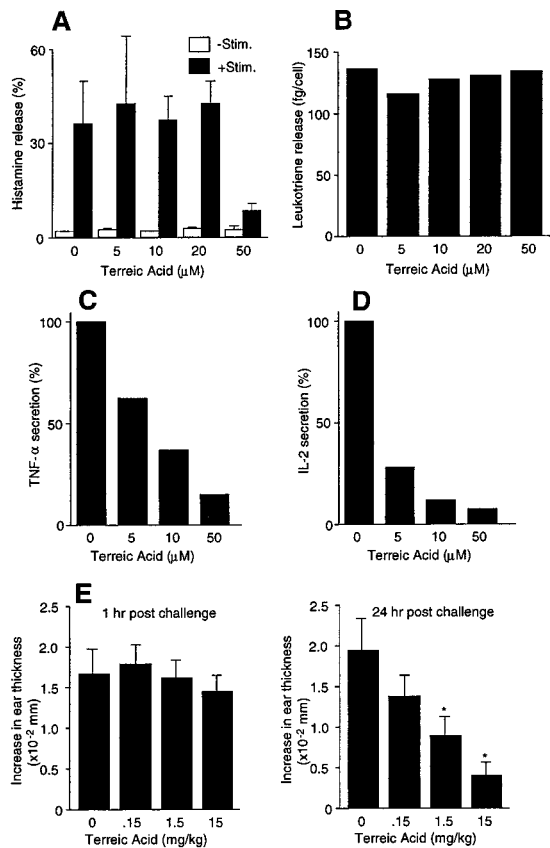 A
-Stim.
+Stim.
Histamine release (%)
60
30
0
0 5 10 20 50
Terreic Acid (μM)
B
Leukotriene release (fg/cell)
150
100
50
0
0 5 10 20 50
Terreic Acid (μM)
C
TNF-α secretion (%)
100
50
0
0 5 10 50
Terreic Acid (μM)
D
IL-2 secretion (%)
100
50
0
0 5 10 50
Terreic Acid (μM)
E
1 hr post challenge
Increase in ear thickness
(x10⁻² mm)
2.5
2.0
1.5
1.0
0.5
0
0 .15 1.5 15
Terreic Acid (mg/kg)
24 hr post challenge
Increase in ear thickness
(x10⁻² mm)
2.5
2.0
1.5
1.0
0.5
0
* *
0 .15 1.5 15
Terreic Acid (mg/kg)